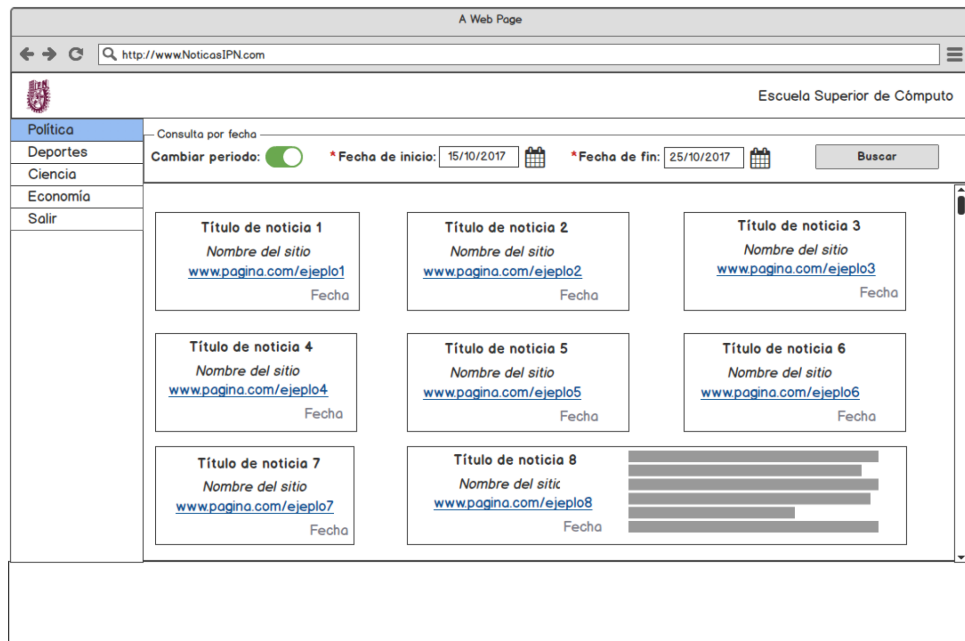 A Web Page
http://www.NoticasIPN.com
Escuela Superior de Cómputo
Política
Deportes
Ciencia
Economía
Salir
Consulta por fecha
Cambiar periodo: *Fecha de inicio: 15/10/2017 *Fecha de fin: 25/10/2017 Buscar
Título de noticia 1
Nombre del sitio
www.pagina.com/ejeplo1
Fecha
Título de noticia 2
Nombre del sitio
www.pagina.com/ejeplo2
Fecha
Título de noticia 3
Nombre del sitio
www.pagina.com/ejeplo3
Fecha
Título de noticia 4
Nombre del sitio
www.pagina.com/ejeplo4
Fecha
Título de noticia 5
Nombre del sitio
www.pagina.com/ejeplo5
Fecha
Título de noticia 6
Nombre del sitio
www.pagina.com/ejeplo6
Fecha
Título de noticia 7
Nombre del sitio
www.pagina.com/ejeplo7
Fecha
Título de noticia 8
Nombre del sitic
www.pagina.com/ejeplo8
Fecha